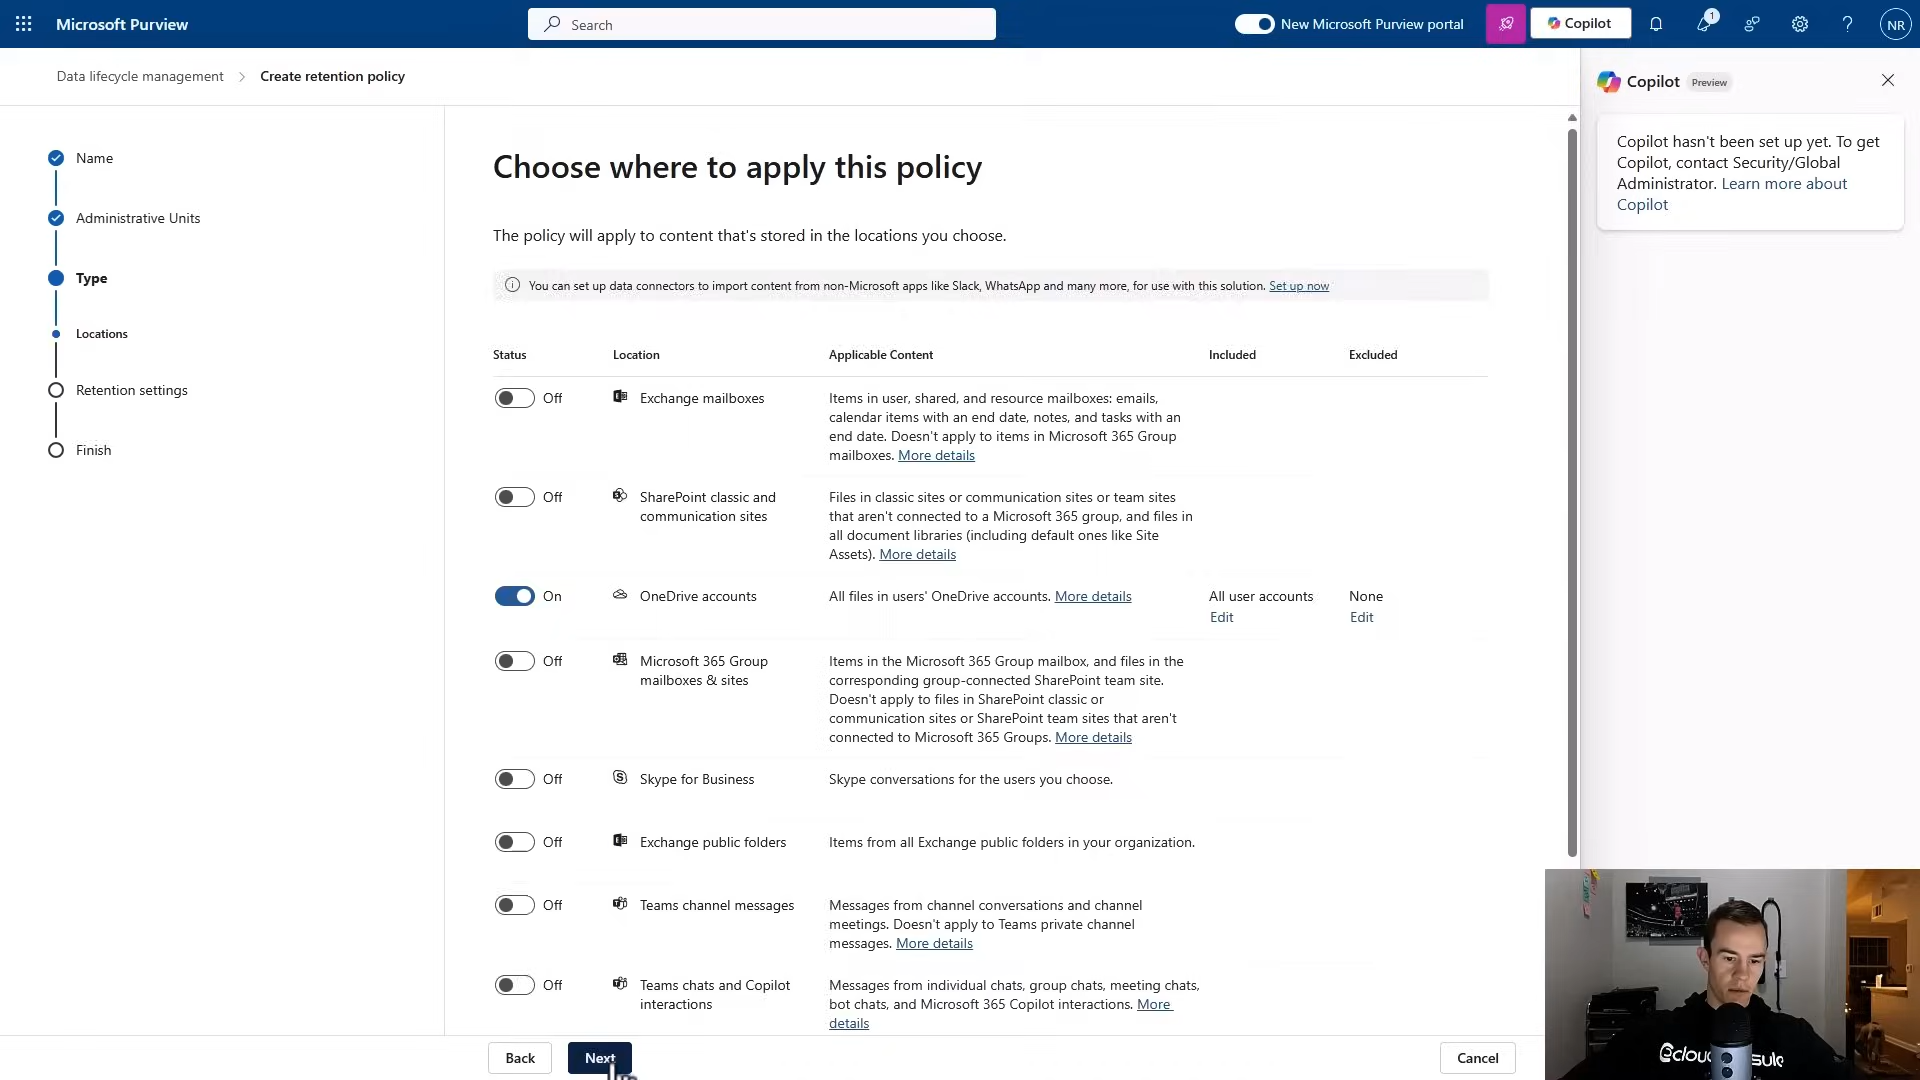 Microsoft Purview
Search
New Microsoft Purview portal
Copilot
1
NR
Data lifecycle management
Create retention policy
Copilot
Preview
Copilot hasn't been set up yet. To get
Copilot, contact Security/Global
Administrator. Learn more about
Copilot
Name
Administrative Units
Type
Locations
Retention settings
Finish
Choose where to apply this policy
The policy will apply to content that's stored in the locations you choose.
You can set up data connectors to import content from non-Microsoft apps like Slack, WhatsApp and many more, for use with this solution. Set up now
Status Location Applicable Content Included Excluded
Off Exchange mailboxes Items in user, shared, and resource mailboxes: emails,
calendar items with an end date, notes, and tasks with an
end date. Doesn't apply to items in Microsoft 365 Group
mailboxes. More details
Off SharePoint classic and Files in classic sites or communication sites or team sites
communication sites that aren't connected to a Microsoft 365 group, and files in
all document libraries (including default ones like Site
Assets). More details
On OneDrive accounts All files in users' OneDrive accounts. More details All user accounts None
Edit Edit
Off Microsoft 365 Group Items in the Microsoft 365 Group mailbox, and files in the
mailboxes & sites corresponding group-connected SharePoint team site.
Doesn't apply to files in SharePoint classic or
communication sites or SharePoint team sites that aren't
connected to Microsoft 365 Groups. More details
Off Skype for Business Skype conversations for the users you choose.
Off Exchange public folders Items from all Exchange public folders in your organization.
Off Teams channel messages Messages from channel conversations and channel
meetings. Doesn't apply to Teams private channel
messages. More details
Off Teams chats and Copilot Messages from individual chats, group chats, meeting chats,
interactions bot chats, and Microsoft 365 Copilot interactions. More
details
Back Next Cancel